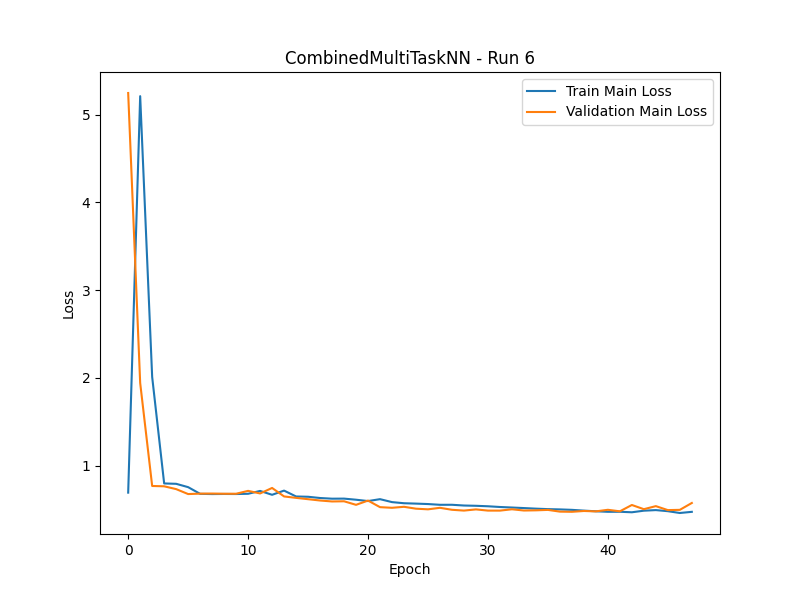 CombinedMultiTaskNN - Run 6
Train Main Loss
Validation Main Loss
Loss
5
4
3
2
1
0 10 20 30 40
Epoch